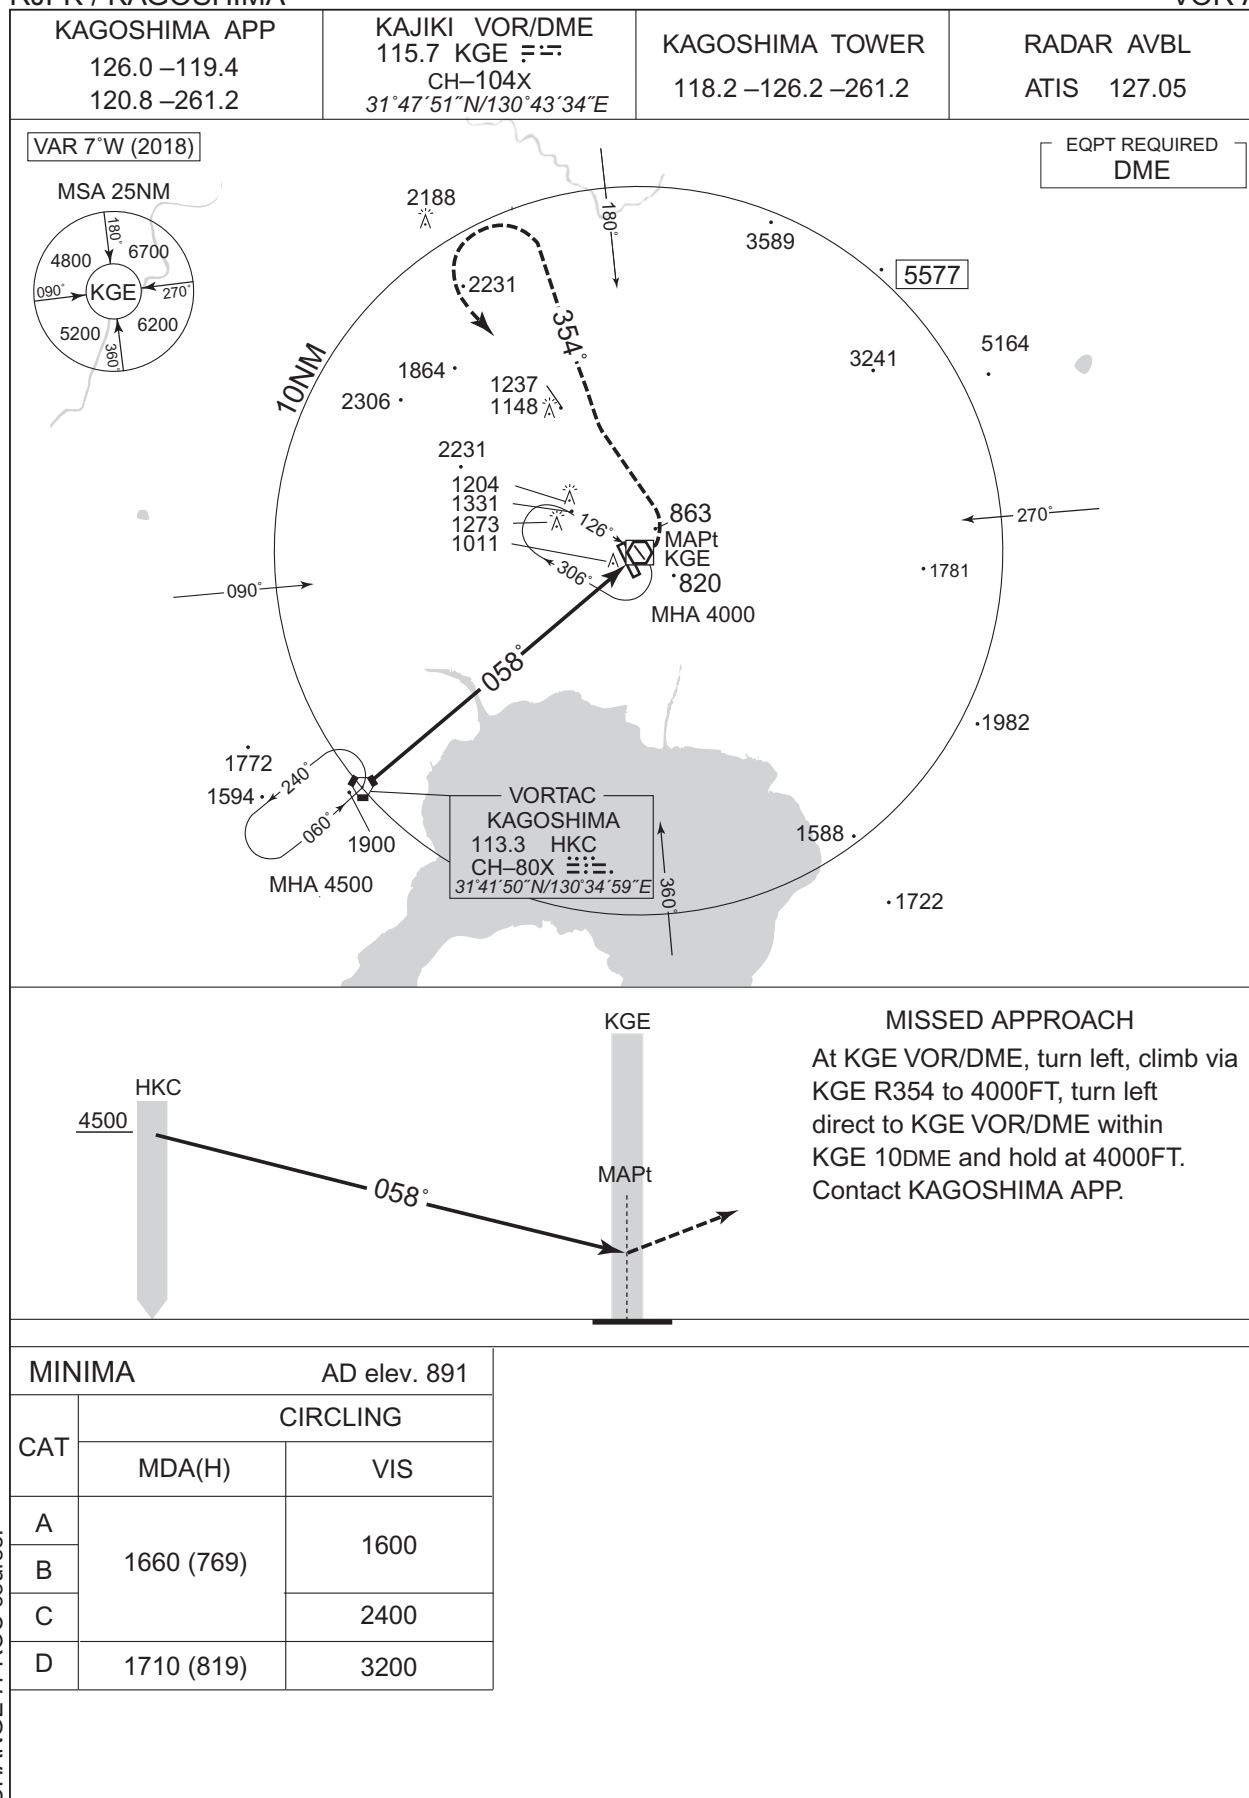 KAGOSHIMA APP
126.0 –119.4
120.8 –261.2
KAJIKI VOR/DME
115.7 KGE
CH–104X
31°47´51˝N/130°43´34˝E
KAGOSHIMA TOWER
118.2 –126.2 –261.2
RADAR AVBL
ATIS 127.05
VAR 7°W (2018)
EQPT REQUIRED
DME
MSA 25NM
180°
4800
6700
090°
KGE
270°
5200
6200
360°
2188
180°
3589
5577
2231
354°
10NM
3241
5164
1864
2306
1237
1148
2231
1204
1331
1273
1011
126°
306°
863
MAPt
KGE
820
MHA 4000
270°
1781
090°
058°
1982
1772
1594
240°
060°
1900
MHA 4500
VORTAC
KAGOSHIMA
113.3 HKC
CH–80X
31°41´50˝N/130°34´59˝E
360°
1588
1722
KGE
HKC
4500
058°
MAPt
MISSED APPROACH
At KGE VOR/DME, turn left, climb via
KGE R354 to 4000FT, turn left
direct to KGE VOR/DME within
KGE 10DME and hold at 4000FT.
Contact KAGOSHIMA APP.
MINIMA AD elev. 891
CAT
CIRCLING
MDA(H) VIS
A
B
C
D
1660 (769)
1600
2400
1710 (819)
3200